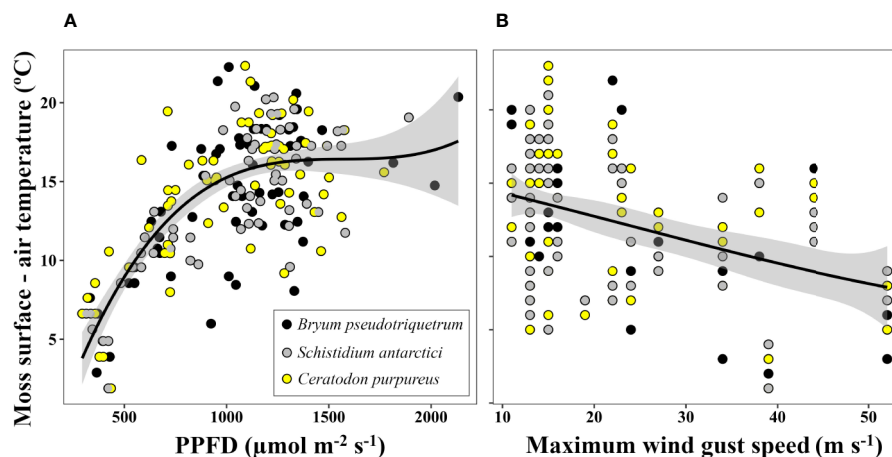 A
B
Moss surface - air temperature (ºC)
20
15
10
5
Bryum pseudotriquetrum
Schistidium antarctici
Ceratodon purpureus
500 1000 1500 2000
10 20 30 40 50
PPFD (µmol m-2 s-1)
Maximum wind gust speed (m s-1)